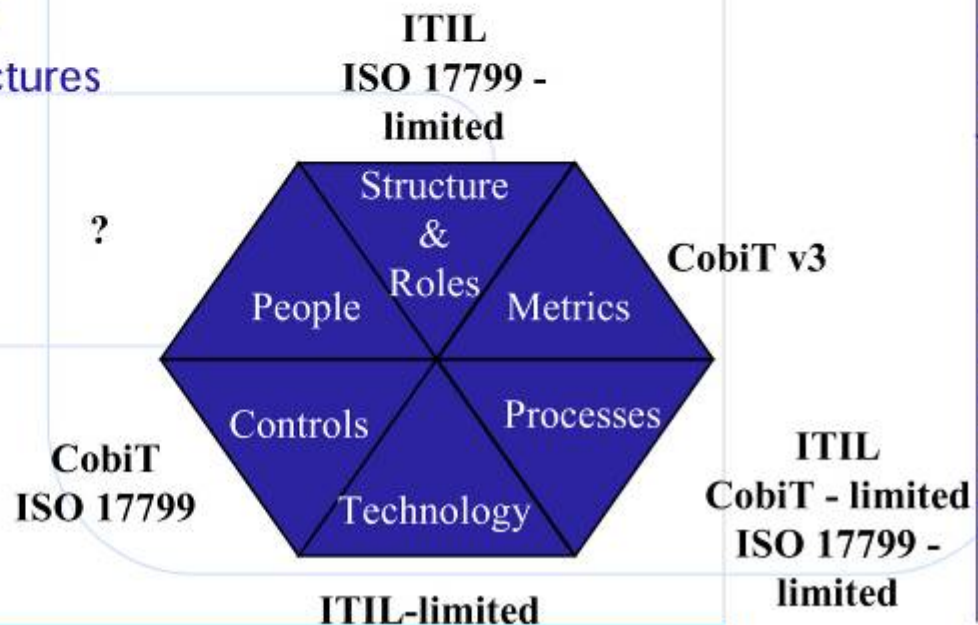 ITIL
ISO 17799 -
limited
ctures
Structure
&
Roles
?
People
Metrics
CobiT v3
Controls
Processes
Technology
CobiT
ISO 17799
ITIL
CobiT - limited
ISO 17799 -
limited
ITIL-limited